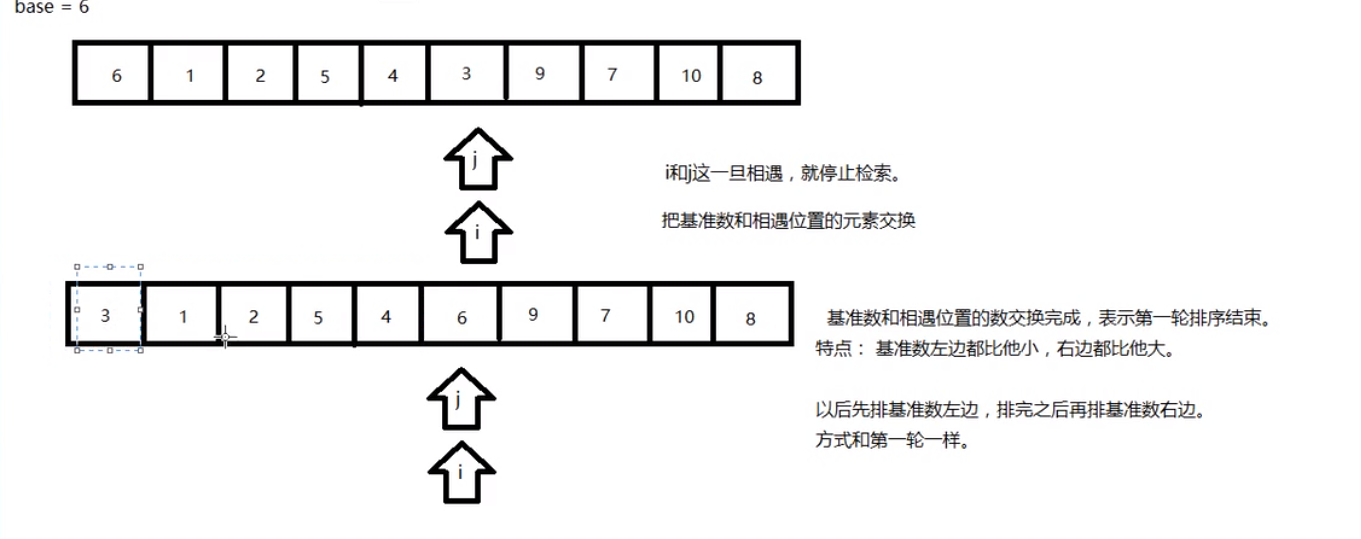 base = 6
6 1 2 5 4 3 9 7 10 8
j
i和j这一旦相遇，就停止检索。
把基准数和相遇位置的元素交换
i
3 1 2 5 4 6 9 7 10 8
基准数和相遇位置的数交换完成，表示第一轮排序结束。
特点： 基准数左边都比他小，右边都比他大。
j
以后先排基准数左边，排完之后再排基准数右边。
方式和第一轮一样。
i